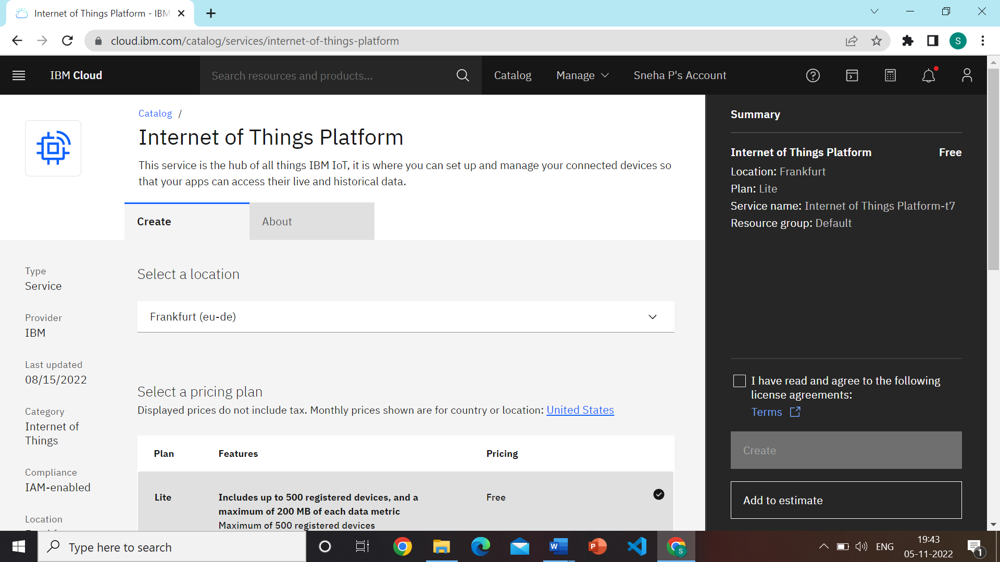 Internet of Things Platform - IBM
cloud.ibm.com/catalog/services/internet-of-things-platform
S
IBM Cloud
Search resources and products...
Catalog
Manage
Sneha P's Account
Catalog /
Internet of Things Platform
This service is the hub of all things IBM IoT, it is where you can set up and manage your connected devices so
that your apps can access their live and historical data.
Create
About
Type
Service
Provider
IBM
Last updated
08/15/2022
Category
Internet of
Things
Compliance
IAM-enabled
Location
Select a location
Frankfurt (eu-de)
Select a pricing plan
Displayed prices do not include tax. Monthly prices shown are for country or location: United States
Plan Features Pricing
Lite Includes up to 500 registered devices, and a Free
maximum of 200 MB of each data metric
Maximum of 500 registered devices
Summary
Internet of Things Platform Free
Location: Frankfurt
Plan: Lite
Service name: Internet of Things Platform-t7
Resource group: Default
I have read and agree to the following
license agreements:
Terms
Create
Add to estimate
Type here to search
W
P
S
ENG
19:43
05-11-2022
1